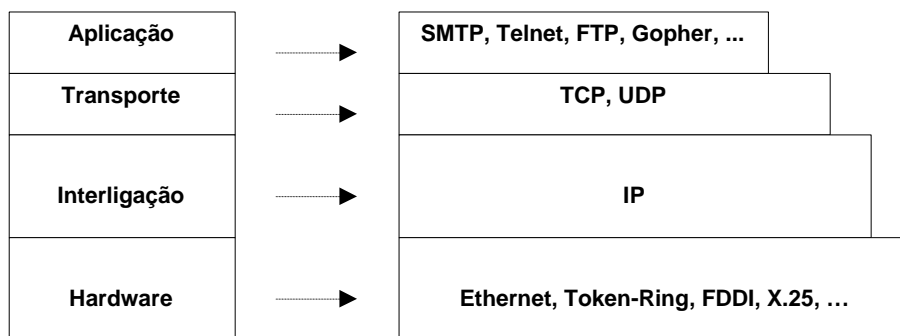 Aplicação
SMTP, Telnet, FTP, Gopher, ...
Transporte
TCP, UDP
Interligação
IP
Hardware
Ethernet, Token-Ring, FDDI, X.25, …